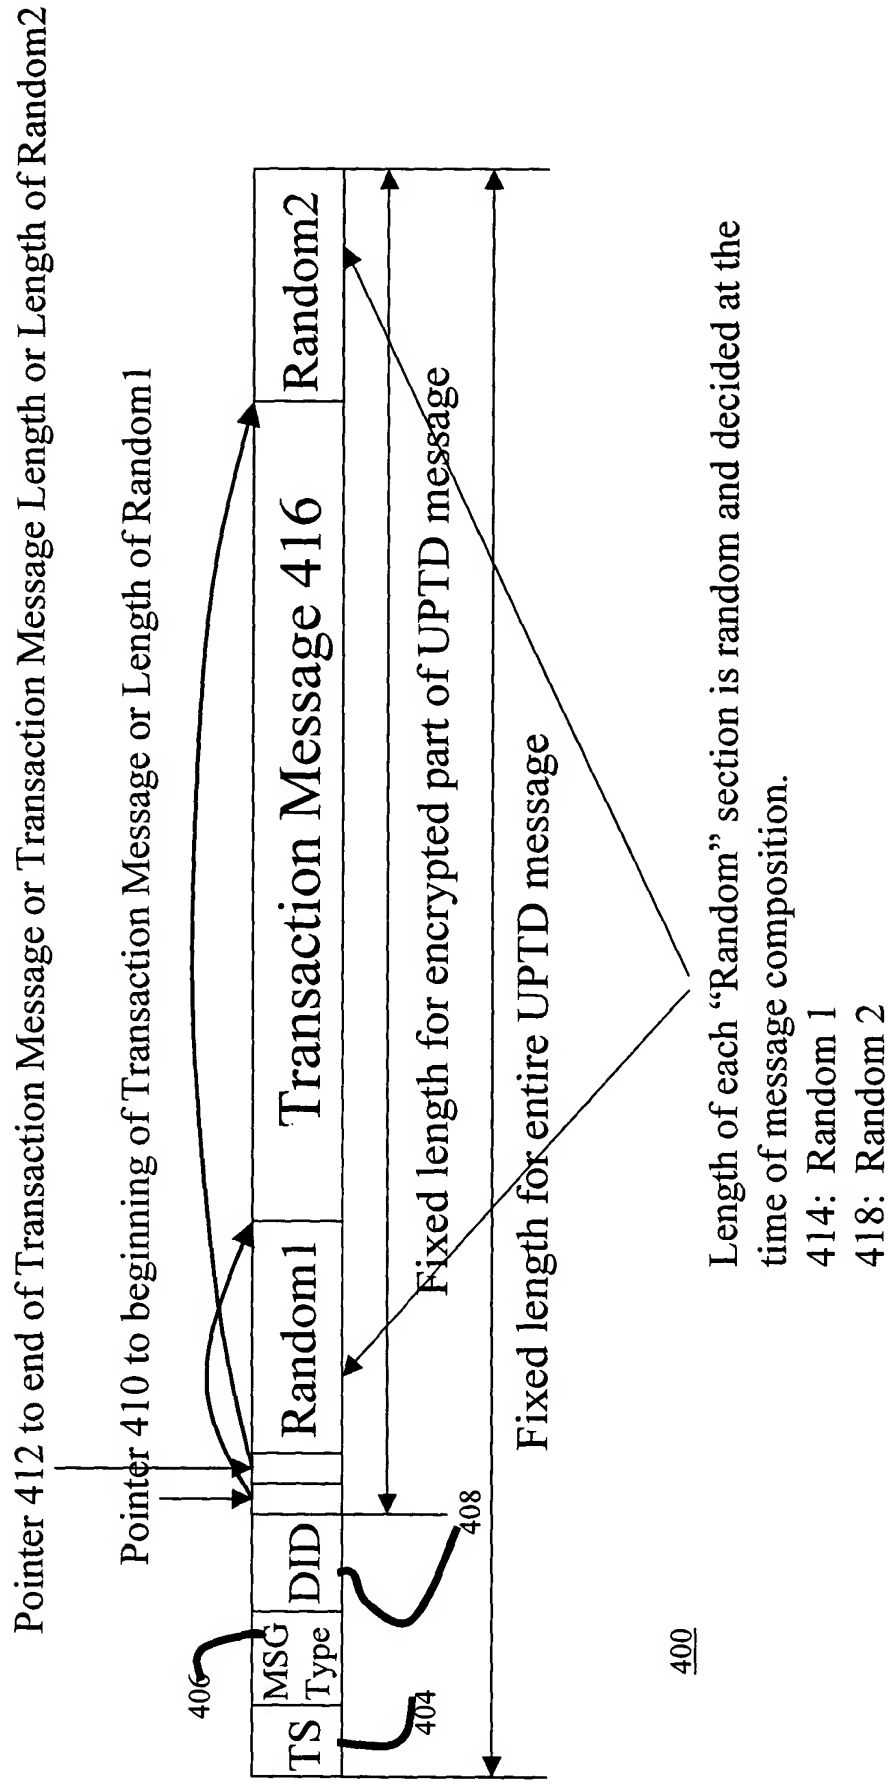 Pointer 412 to end of Transaction Message or Transaction Message Length or Length of Random2
Pointer 410 to beginning of Transaction Message or Length of Random1
406
TS
MSG
Type
DID
Random1
Transaction Message 416
Random2
404
408
Fixed length for encrypted part of UPTD message
Fixed length for entire UPTD message
400
Length of each “Random” section is random and decided at the
time of message composition.
414: Random 1
418: Random 2